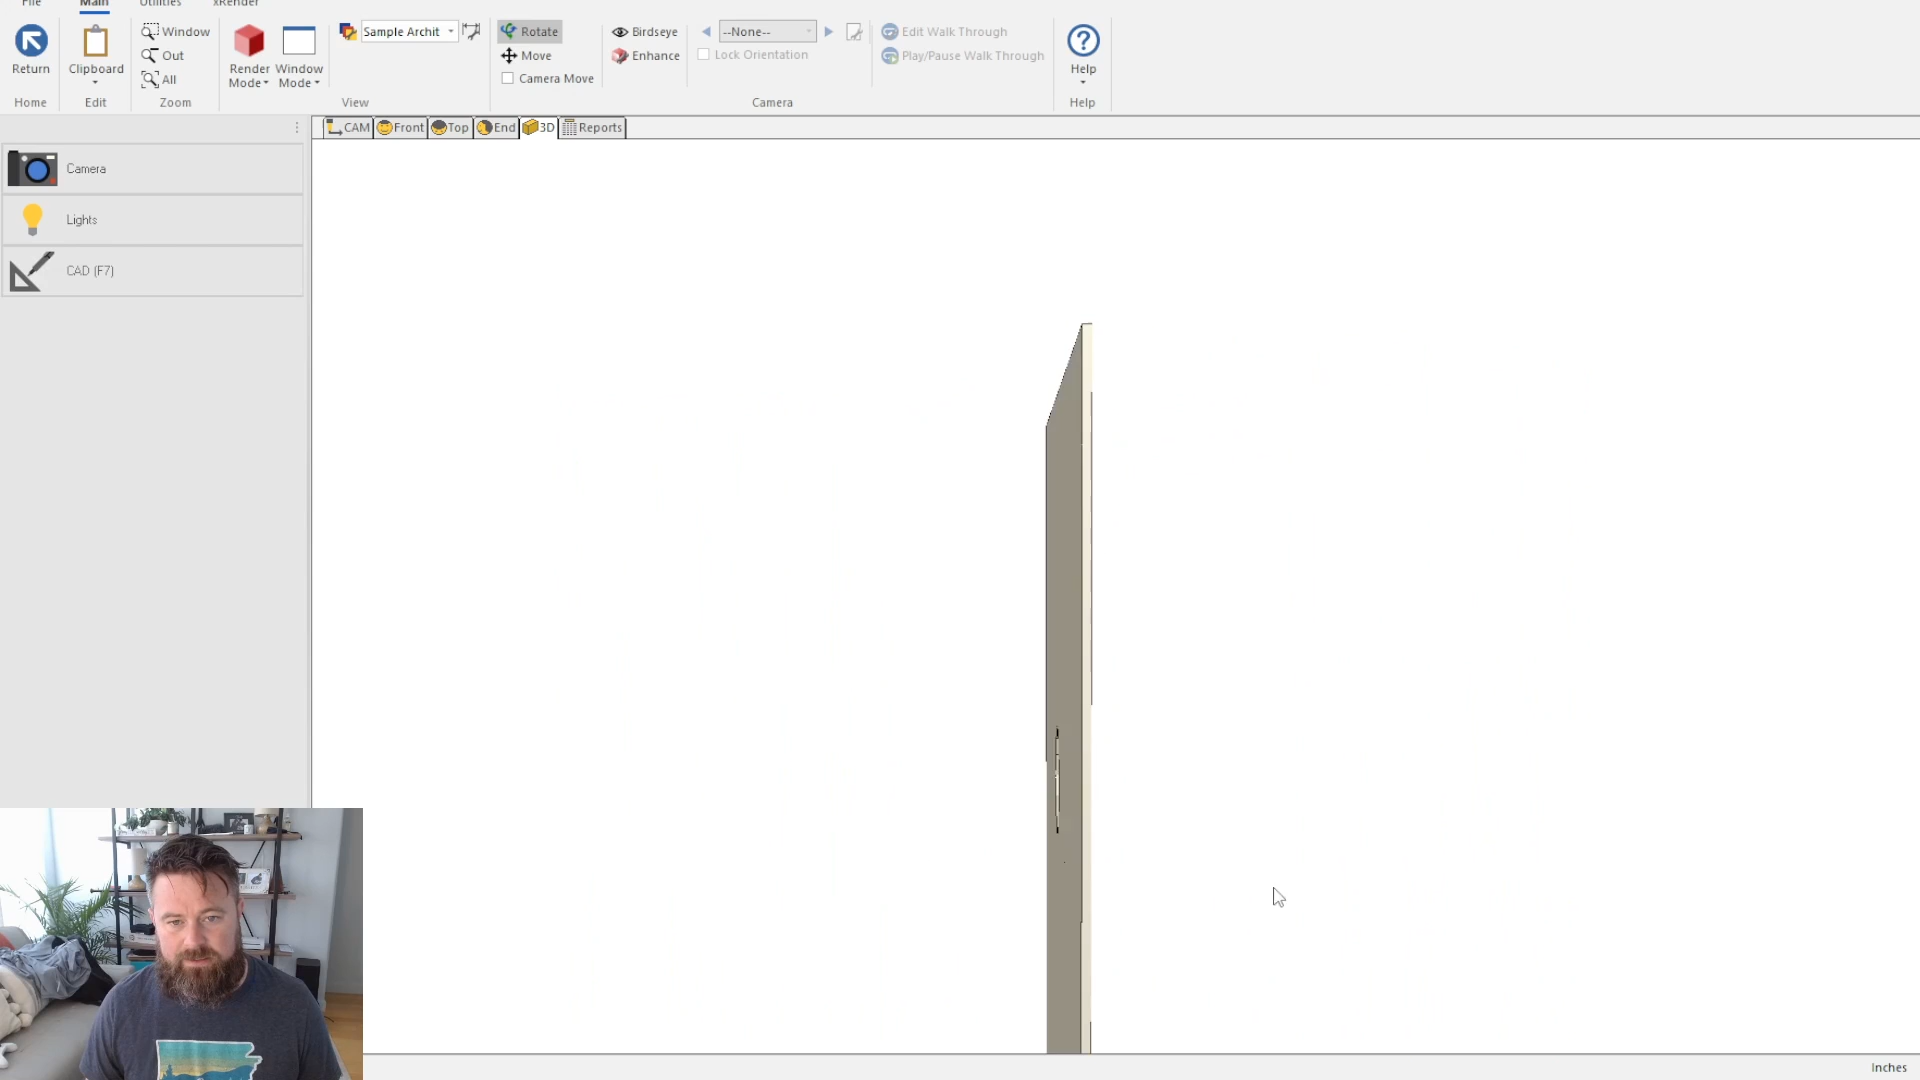 File Main Utilities xRender
Return
Home
Clipboard
Edit
Window
Out
All
Zoom
Render
Mode
Window
Mode
Sample Archit
View
Rotate
Move
Camera Move
Birdseye
Enhance
--None--
Lock Orientation
Edit Walk Through
Play/Pause Walk Through
Camera
Help
Help
CAM Front Top End 3D Reports
Camera
Lights
CAD (F7)
Inches